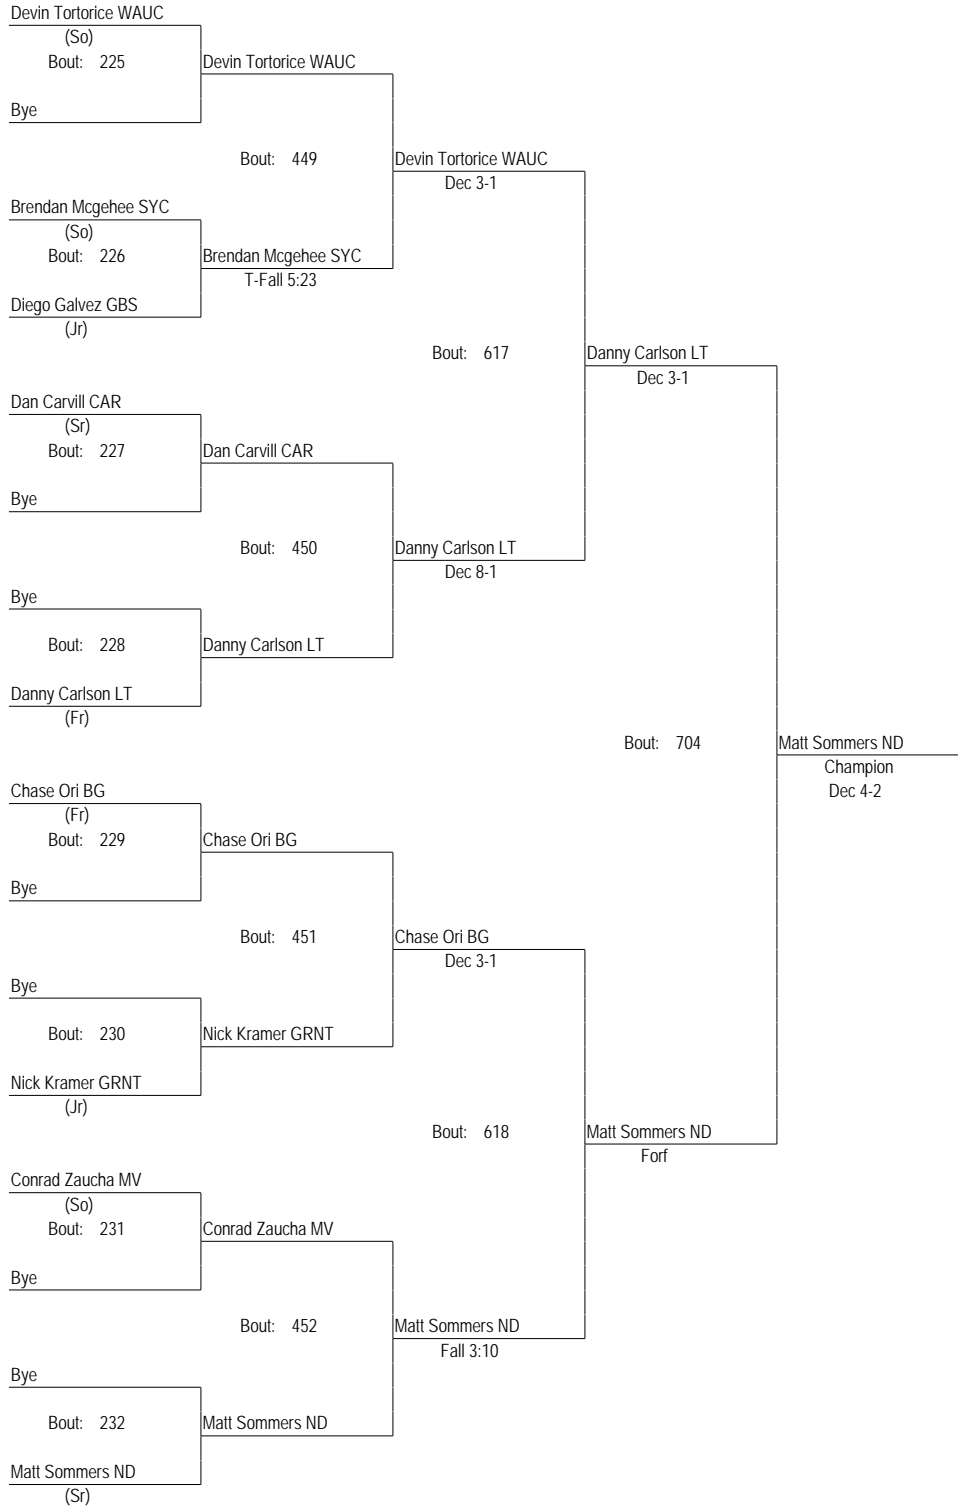 Devin Tortorice WAUC
(So)
Bout: 225
Devin Tortorice WAUC
Bye
Bout: 449
Devin Tortorice WAUC
Dec 3-1
Brendan Mcgehee SYC
(So)
Bout: 226
Brendan Mcgehee SYC
T-Fall 5:23
Diego Galvez GBS
(Jr)
Bout: 617
Danny Carlson LT
Dec 3-1
Dan Carvill CAR
(Sr)
Bout: 227
Dan Carvill CAR
Bye
Bout: 450
Danny Carlson LT
Dec 8-1
Bye
Bout: 228
Danny Carlson LT
Danny Carlson LT
(Fr)
Bout: 704
Matt Sommers ND
Champion
Dec 4-2
Chase Ori BG
(Fr)
Bout: 229
Chase Ori BG
Bye
Bout: 451
Chase Ori BG
Dec 3-1
Bye
Bout: 230
Nick Kramer GRNT
Nick Kramer GRNT
(Jr)
Bout: 618
Matt Sommers ND
Forf
Conrad Zaucha MV
(So)
Bout: 231
Conrad Zaucha MV
Bye
Bout: 452
Matt Sommers ND
Fall 3:10
Bye
Bout: 232
Matt Sommers ND
Matt Sommers ND
(Sr)